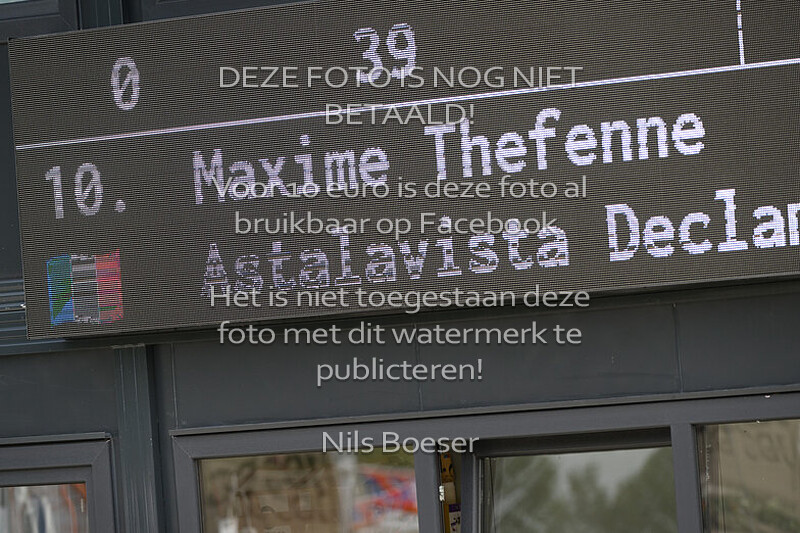 0 39
DEZE FOTO IS NOG NIET
BETAALD!
10. Maxime Thefenne
Voor 10 euro is deze foto al
bruikbaar op Facebook
Astalavista Declan
Het is niet toegestaan deze
foto met dit watermerk te
publicteren!
Nils Boeser